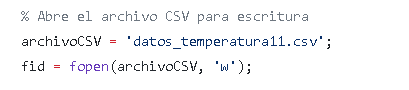 % Abre el archivo CSV para escritura
archivoCSV = 'datos_temperatura11.csv';
fid = fopen(archivoCSV, 'w');